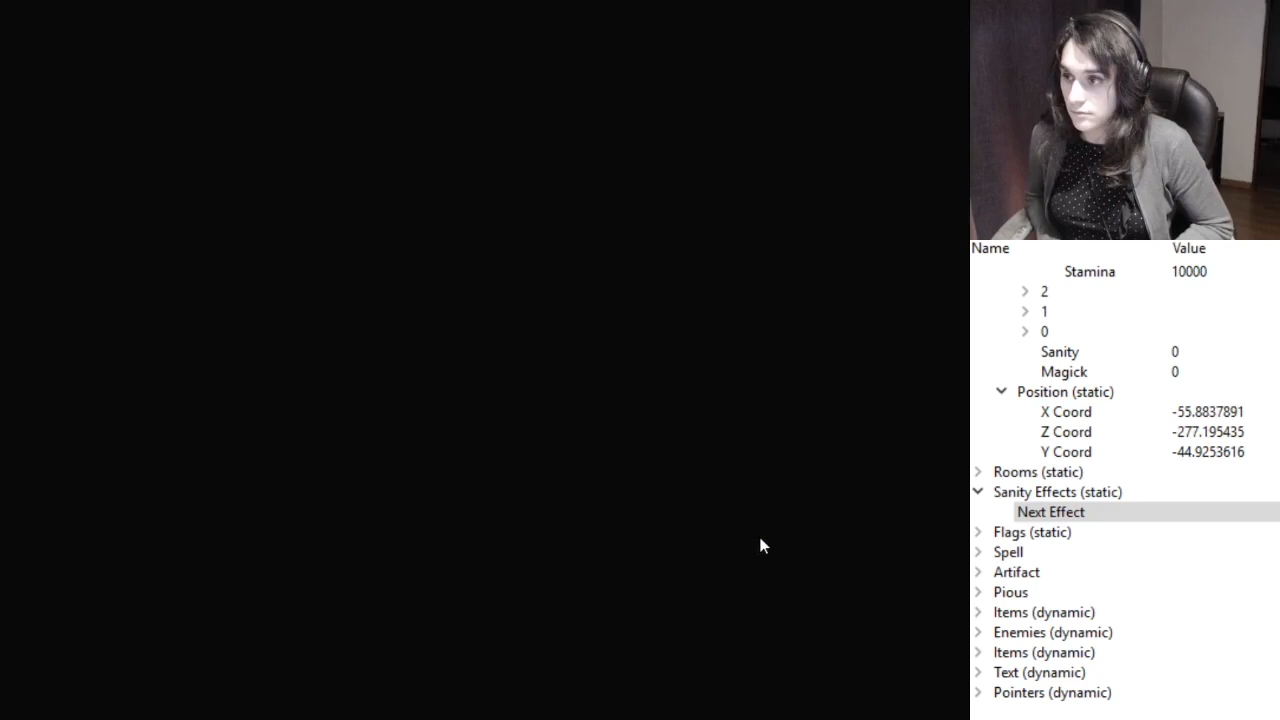 Name Value
Stamina 10000
2
1
0
Sanity 0
Magick 0
Position (static)
X Coord -55.8837891
Z Coord -277.195435
Y Coord -44.9253616
Rooms (static)
Sanity Effects (static)
Next Effect
Flags (static)
Spell
Artifact
Pious
Items (dynamic)
Enemies (dynamic)
Items (dynamic)
Text (dynamic)
Pointers (dynamic)